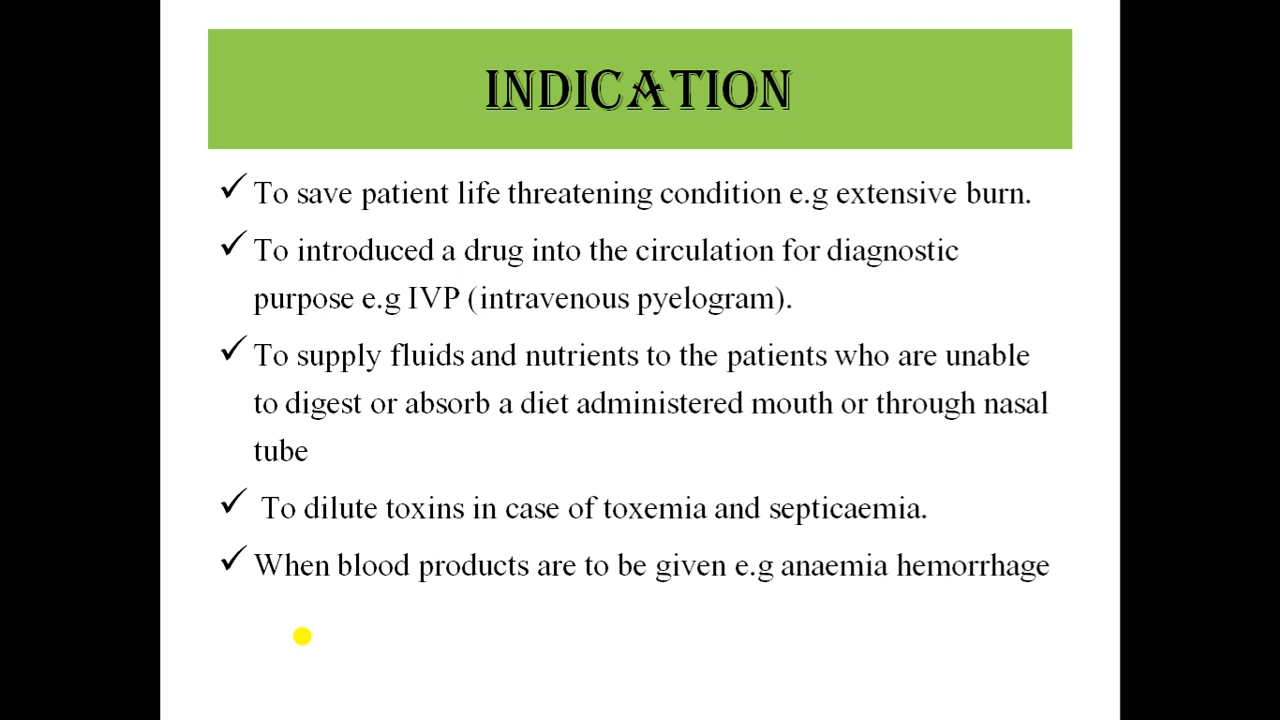 INDICATION
✓ To save patient life threatening condition e.g extensive burn.
✓ To introduced a drug into the circulation for diagnostic
purpose e.g IVP (intravenous pyelogram).
✓ To supply fluids and nutrients to the patients who are unable
to digest or absorb a diet administered mouth or through nasal
tube
✓ To dilute toxins in case of toxemia and septicaemia.
✓ When blood products are to be given e.g anaemia hemorrhage